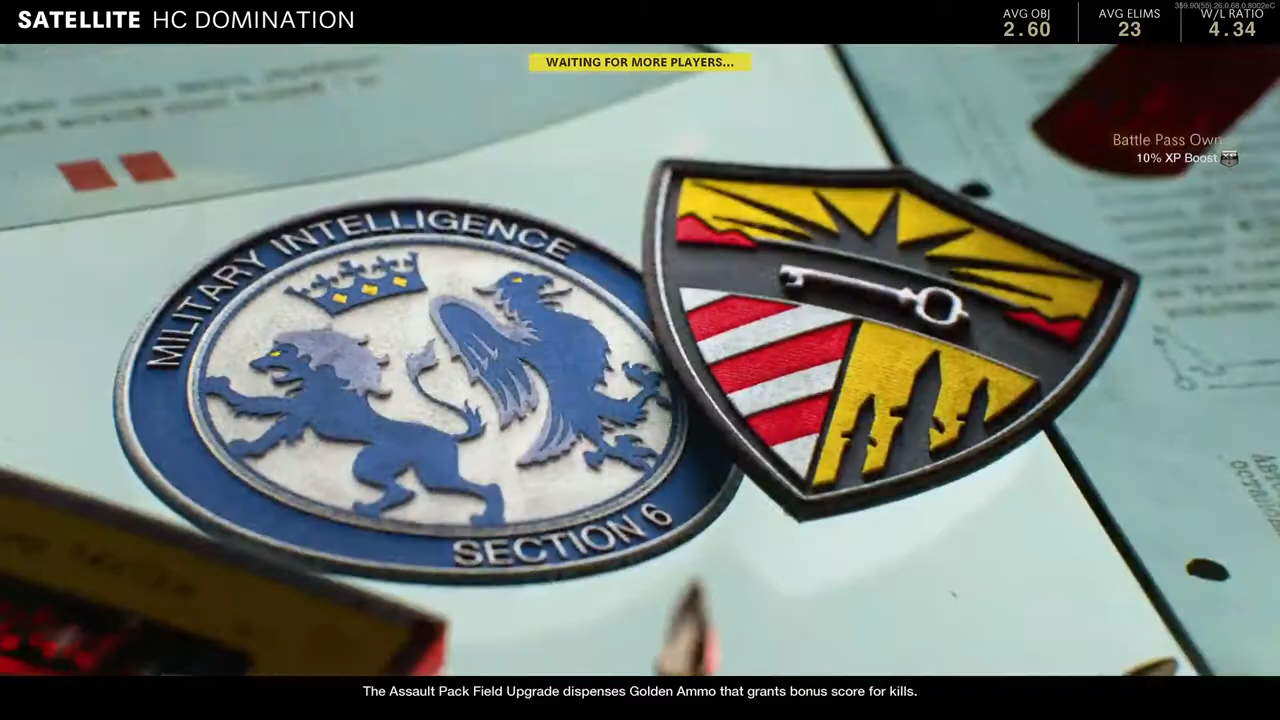 SATELLITE HC DOMINATION
AVG OBJ
2.60
AVG ELIMS
23
W/L RATIO
4.34
WAITING FOR MORE PLAYERS...
Battle Pass Own
10% XP Boost
XP
MILITARY INTELLIGENCE
SECTION 6
The Assault Pack Field Upgrade dispenses Golden Ammo that grants bonus score for kills.